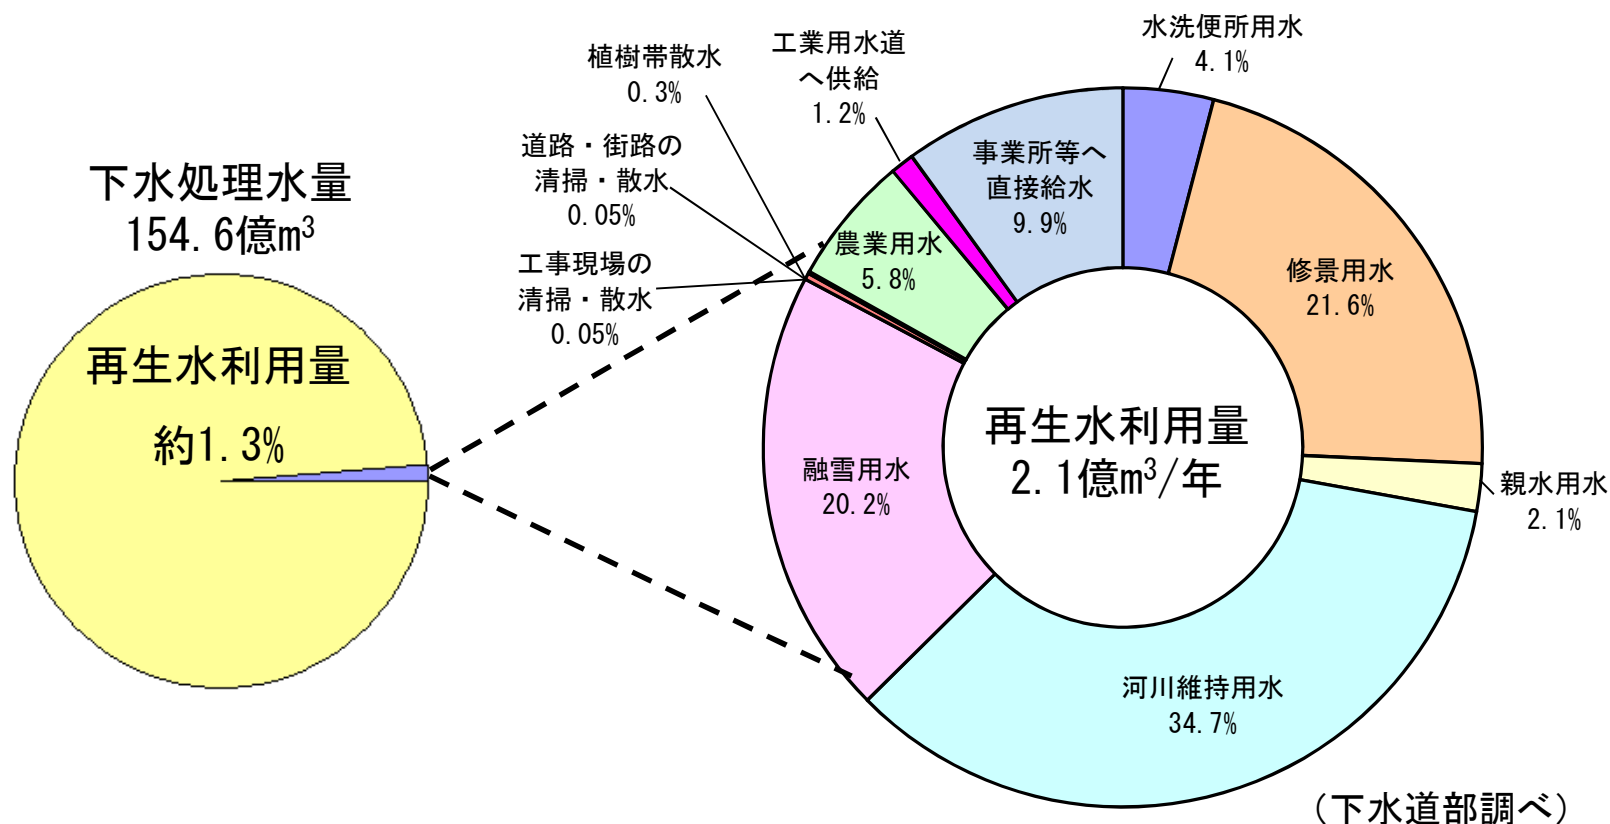 下水処理水量
154.6億m³
再生水利用量
約1.3%
植樹帯散水
0.3%
道路・街路の
清掃・散水
0.05%
工事現場の
清掃・散水
0.05%
工業用水道
へ供給
1.2%
水洗便所用水
4.1%
事業所等へ
直接給水
9.9%
農業用水
5.8%
修景用水
21.6%
再生水利用量
2.1億m³/年
融雪用水
20.2%
親水用水
2.1%
河川維持用水
34.7%
(下水道部調べ)